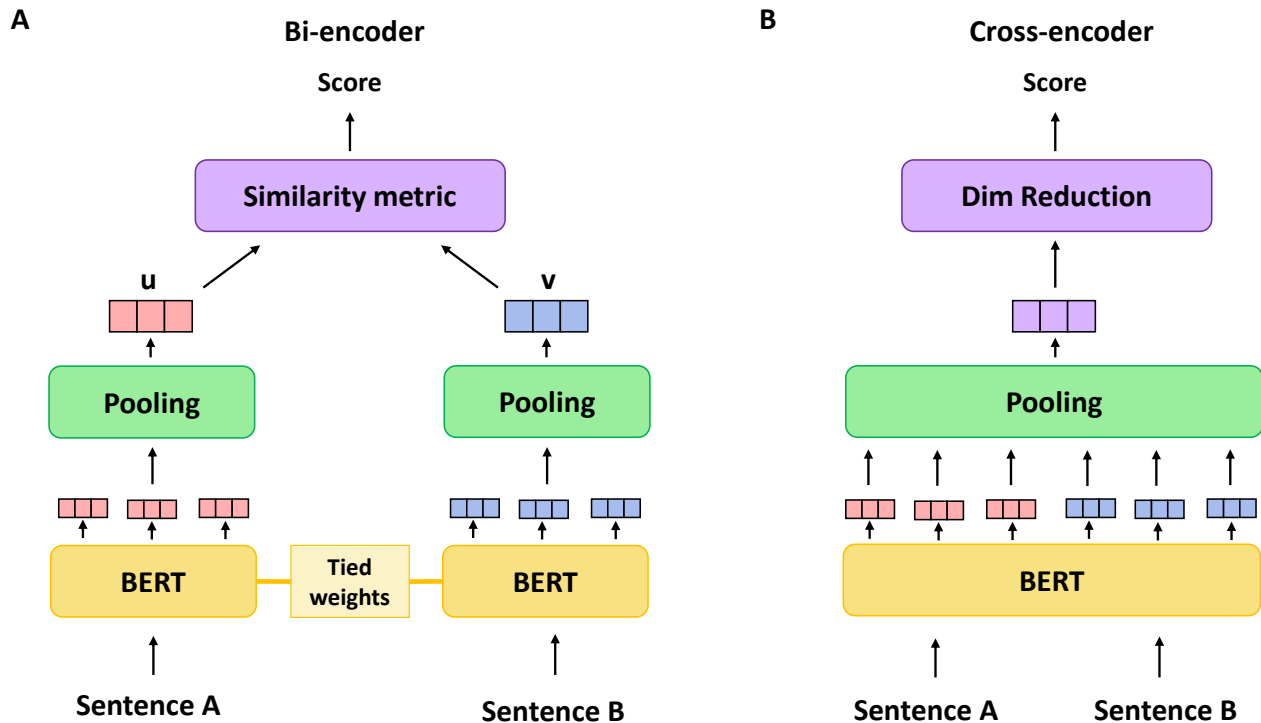 A
Bi-encoder
Score
Similarity metric
u
v
Pooling
Pooling
BERT
Tied
weights
BERT
Sentence A
Sentence B
B
Cross-encoder
Score
Dim Reduction
Pooling
BERT
Sentence A
Sentence B